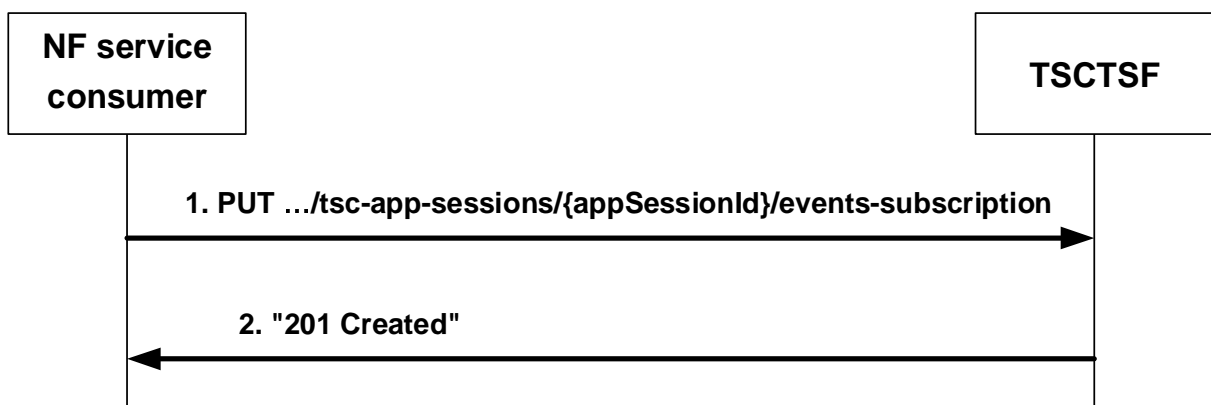 NF service
consumer
TSCTSF
1. PUT …/tsc-app-sessions/{appSessionId}/events-subscription
2. "201 Created"